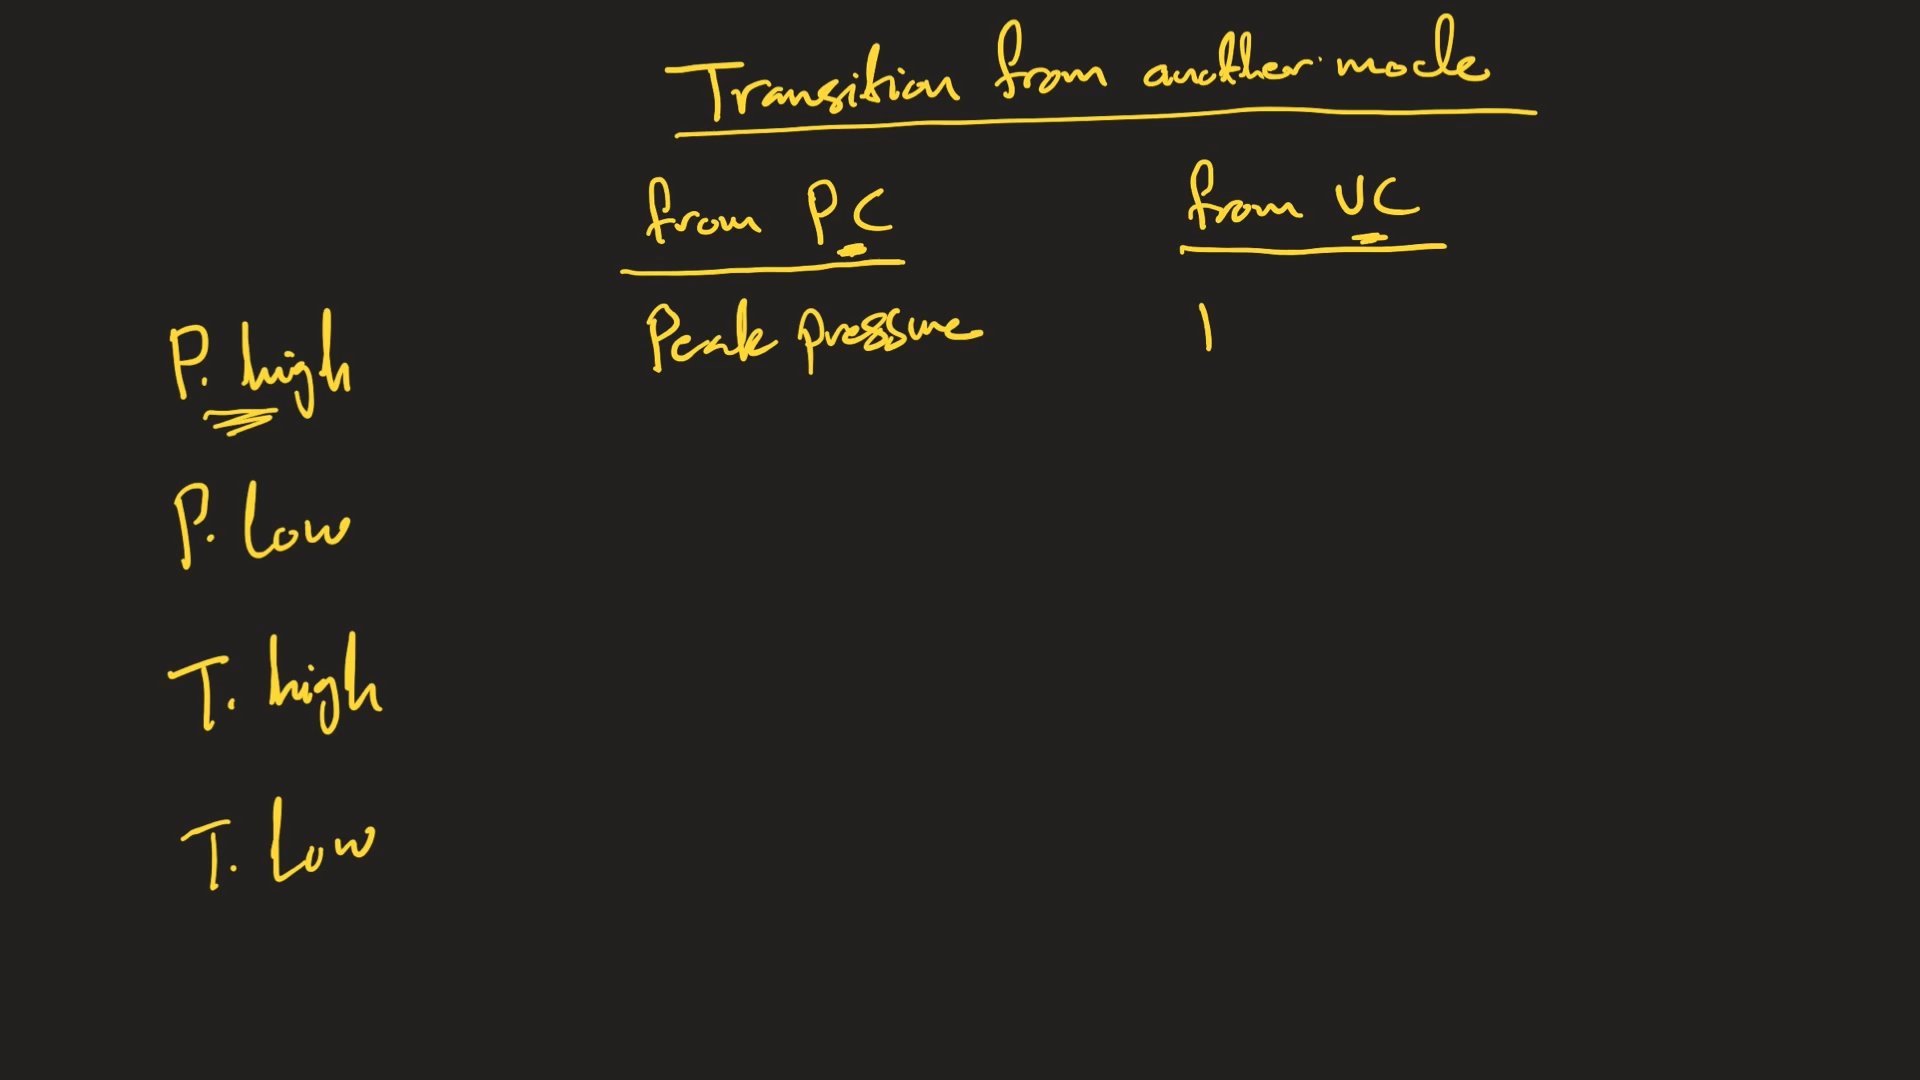 Transition from another mode
from PC from VC
P. high Peak pressure
P. Low
T. high
T. Low